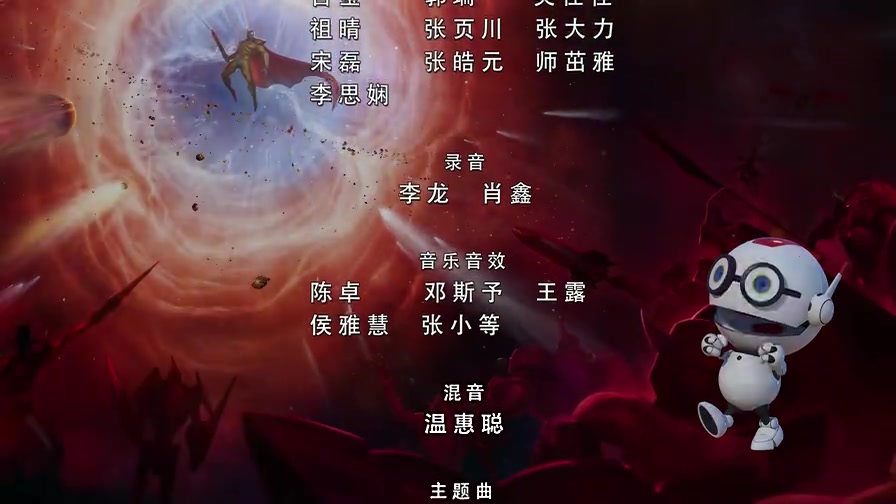 祖晴 张页川 张大力
宋磊 张皓元 师茁雅
李思娴
录音
李龙 肖鑫
音乐音效
陈卓 邓斯予 王露
侯雅慧 张小等
混音
温惠聪
主题曲